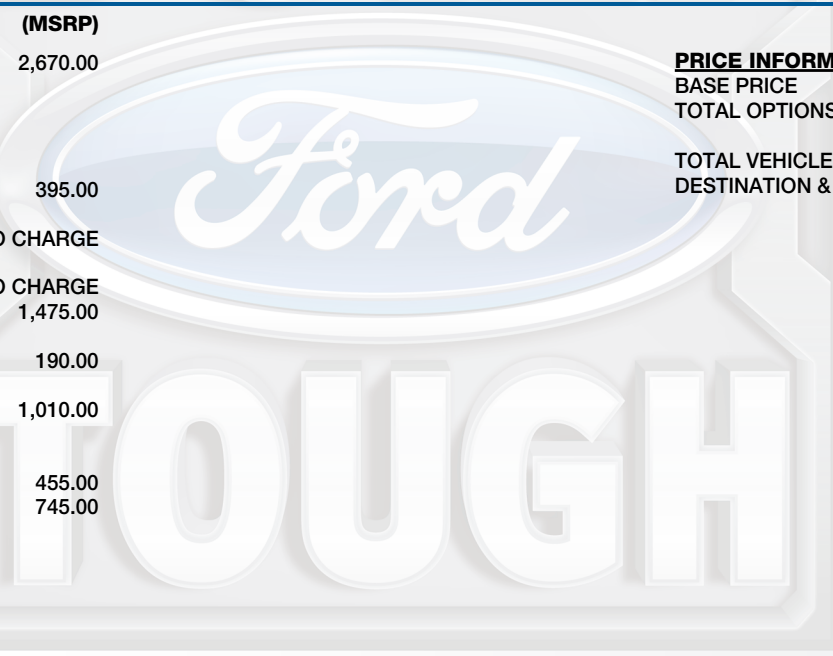 (MSRP)
2,670.00
395.00
O CHARGE
O CHARGE
1,475.00
190.00
1,010.00
455.00
745.00
PRICE INFORM
BASE PRICE
TOTAL OPTIONS
TOTAL VEHICLE
DESTINATION &
Ford
TOUGH